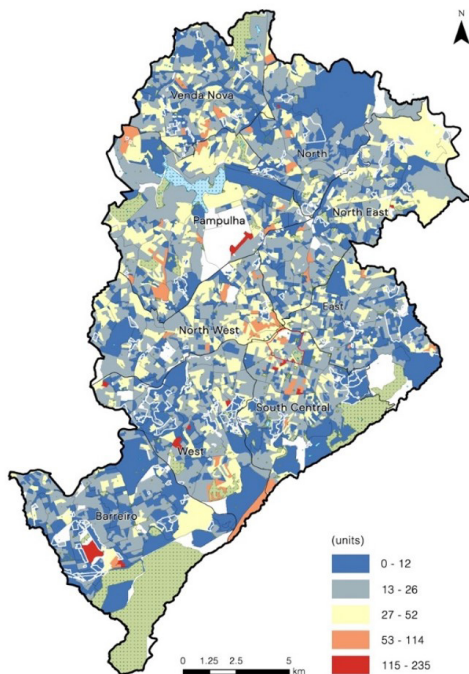 N
Venda Nova
North
North East
Pampulha
East
North West
South Central
West
Barreiro
(units)
0 - 12
13 - 26
27 - 52
53 - 114
115 - 235
0 1.25 2.5 5
km